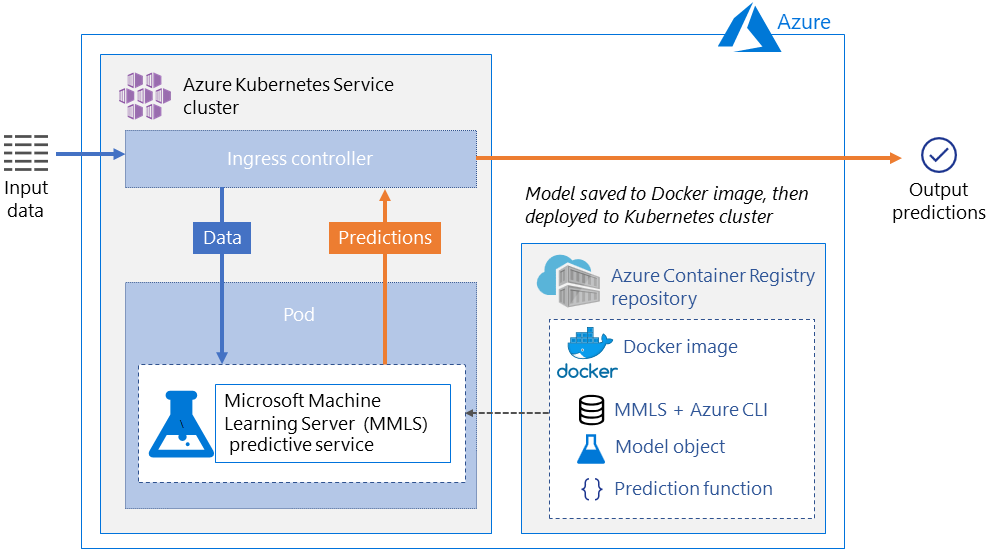 Azure
Azure Kubernetes Service
cluster
Ingress controller
Input
data
Output
predictions
Model saved to Docker image, then
deployed to Kubernetes cluster
Data
Predictions
Azure Container Registry
repository
Pod
Docker image
docker
Microsoft Machine
Learning Server (MMLS)
predictive service
MMLS + Azure CLI
Model object
{ } Prediction function